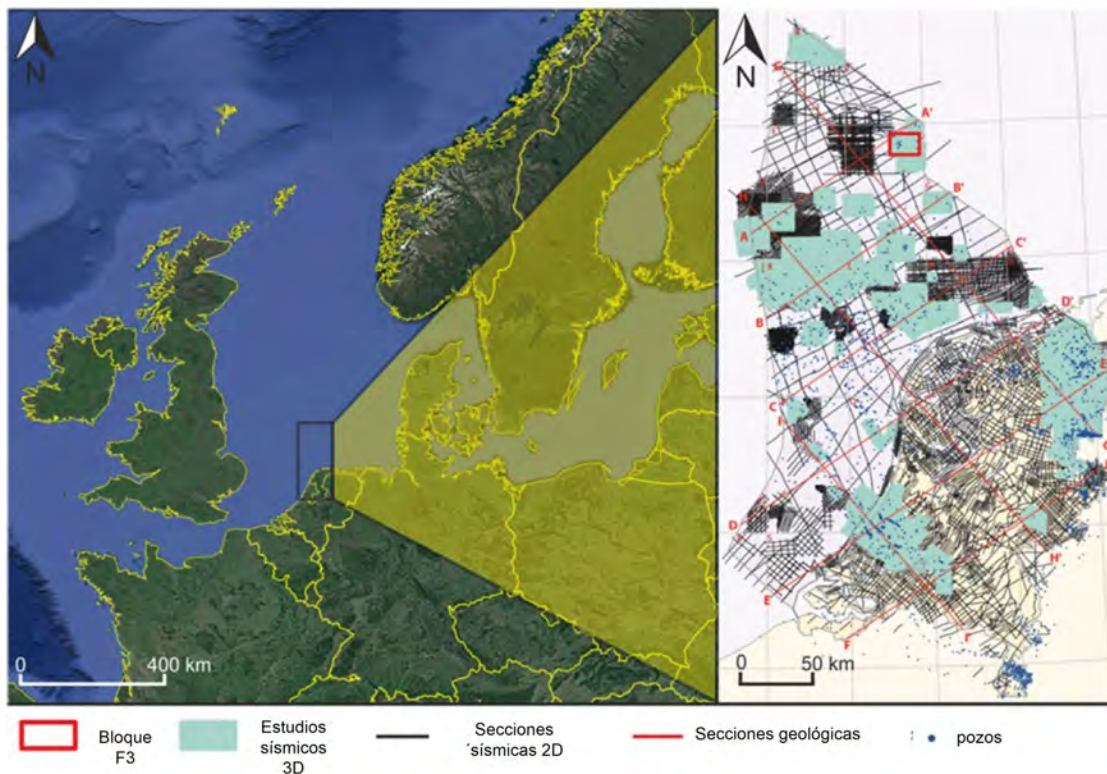 N
0
400 km
N
A'
B'
A
C'
B
D'
E
C
D
H'
E
F
0
50 km
Bloque
F3
Estudios
sísmicos
3D
Secciones
´sísmicas 2D
Secciones geológicas
pozos